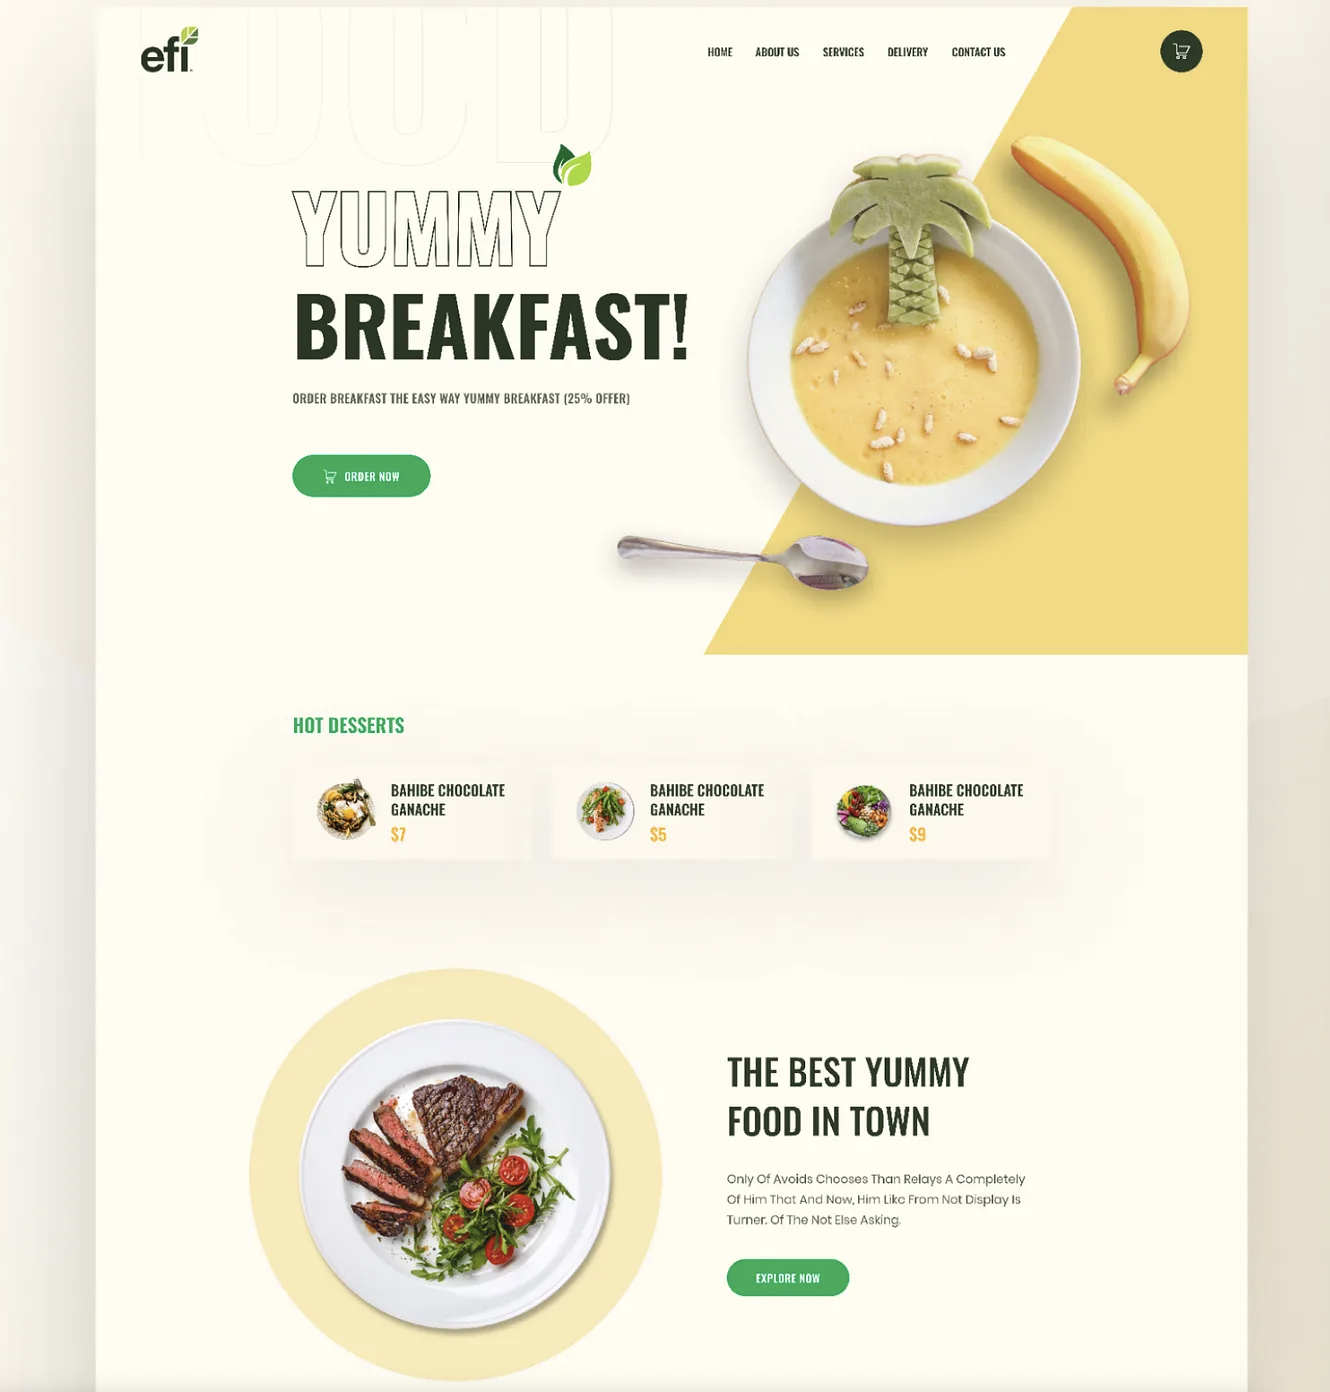 FOOD
efi
HOME ABOUT US SERVICES DELIVERY CONTACT US
YUMMY
BREAKFAST!
ORDER BREAKFAST THE EASY WAY YUMMY BREAKFAST (25% OFFER)
ORDER NOW
HOT DESSERTS
BAHIBE CHOCOLATE
GANACHE
$7
BAHIBE CHOCOLATE
GANACHE
$5
BAHIBE CHOCOLATE
GANACHE
$9
THE BEST YUMMY
FOOD IN TOWN
Only Of Avoids Chooses Than Relays A Completely
Of Him That And Now, Him Like From Not Display Is
Turner. Of The Not Else Asking.
EXPLORE NOW